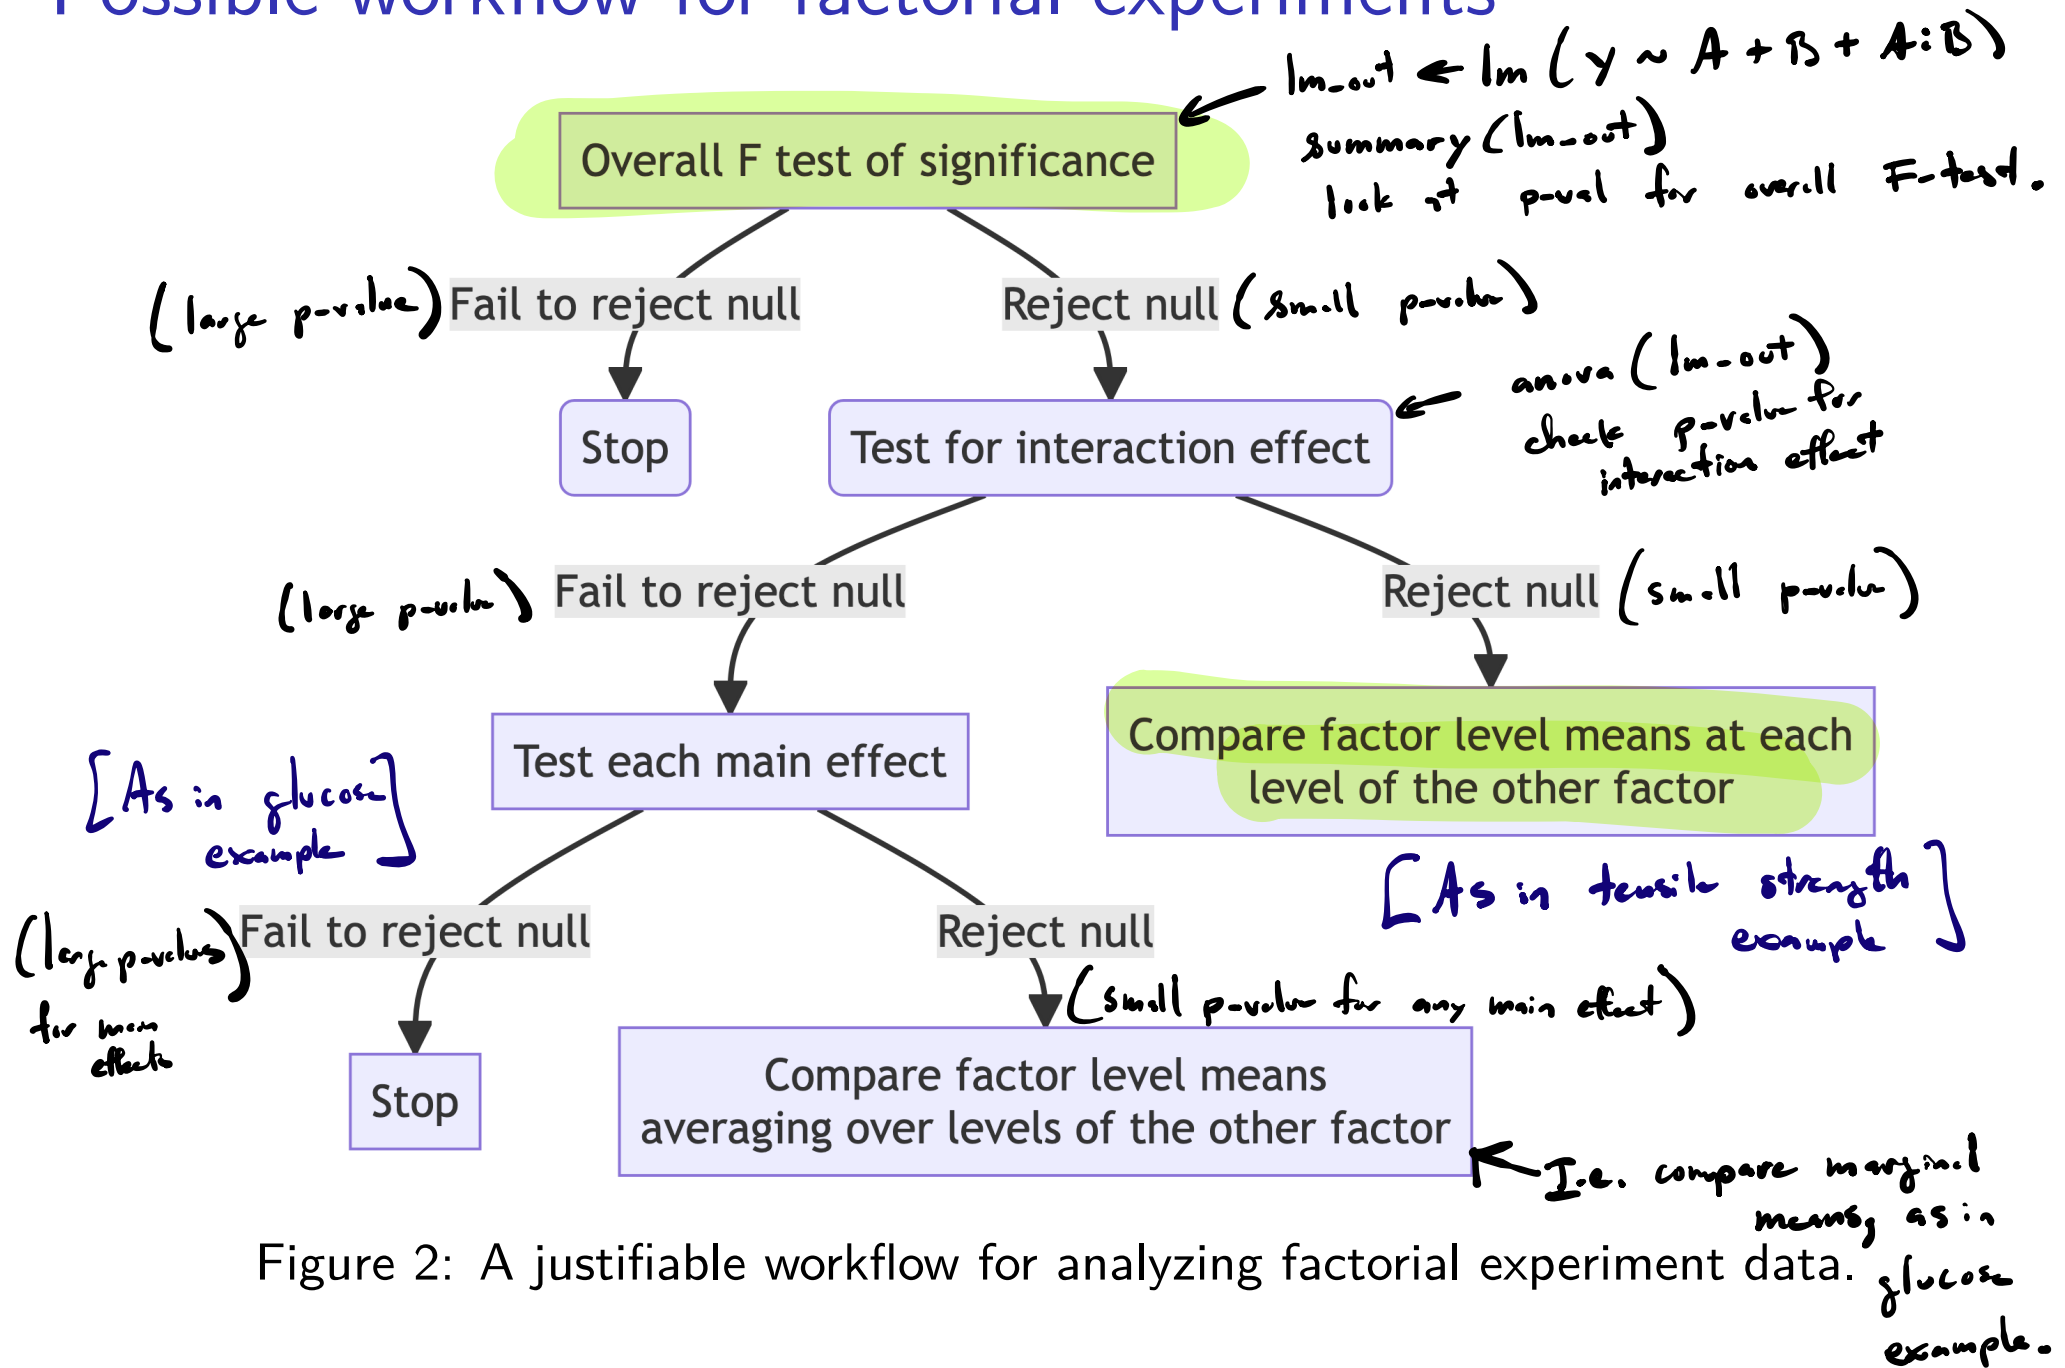 Possible workflow for factorial experiments
lm_out ← lm ( Y ~ A + B + A:B )
Overall F test of significance
summary (lm_out)
look at p-val for overall F-test.
(large p-value) Fail to reject null
Reject null (small p-value)
anova (lm_out)
check p-value for
interaction effect
Stop
Test for interaction effect
(large p-value) Fail to reject null
Reject null (small p-value)
Test each main effect
Compare factor level means at each
level of the other factor
[As in glucose
example]
[As in tensile strength
example]
(large p-values) Fail to reject null
for main
effects
Reject null
(small p-value for any main effect)
Stop
Compare factor level means
averaging over levels of the other factor
I.e. compare marginal
means, as in
glucose
example.
Figure 2: A justifiable workflow for analyzing factorial experiment data.